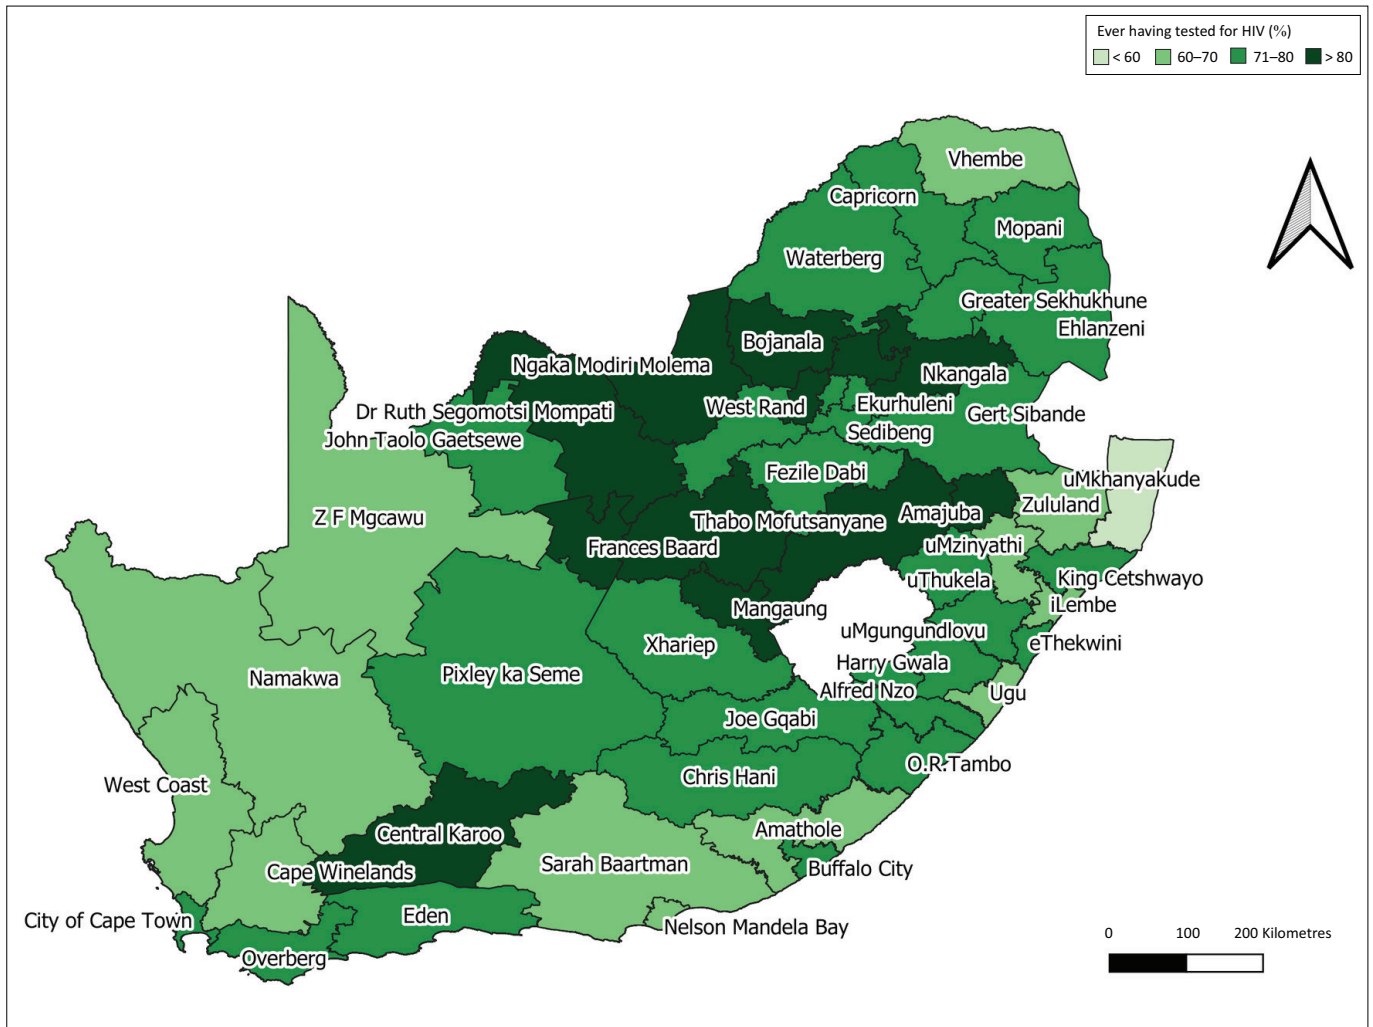 Ever having tested for HIV (%)
< 60 60–70 71–80 > 80
Vhembe
Capricorn
Mopani
Waterberg
Greater Sekhukhune
Ehlanzeni
Bojanala
Ngaka Modiri Molema
Nkangala
West Rand
Ekurhuleni
Gert Sibande
Dr Ruth Segomotsi Mompati
Sedibeng
John Taolo Gaetsewe
Fezile Dabi
uMkhanyakude
Zululand
Z F Mgcawu
Thabo Mofutsanyane
Amajuba
Frances Baard
uMzinyathi
uThukela
King Cetshwayo
iLembe
Mangaung
uMgungundlovu
eThekwini
Xhariep
Harry Gwala
Pixley ka Seme
Namakwa
Alfred Nzo
Ugu
Joe Gqabi
O.R.Tambo
Chris Hani
West Coast
Central Karoo
Amathole
Sarah Baartman
Cape Winelands
Buffalo City
Eden
City of Cape Town
Nelson Mandela Bay
Overberg
0 100 200 Kilometres